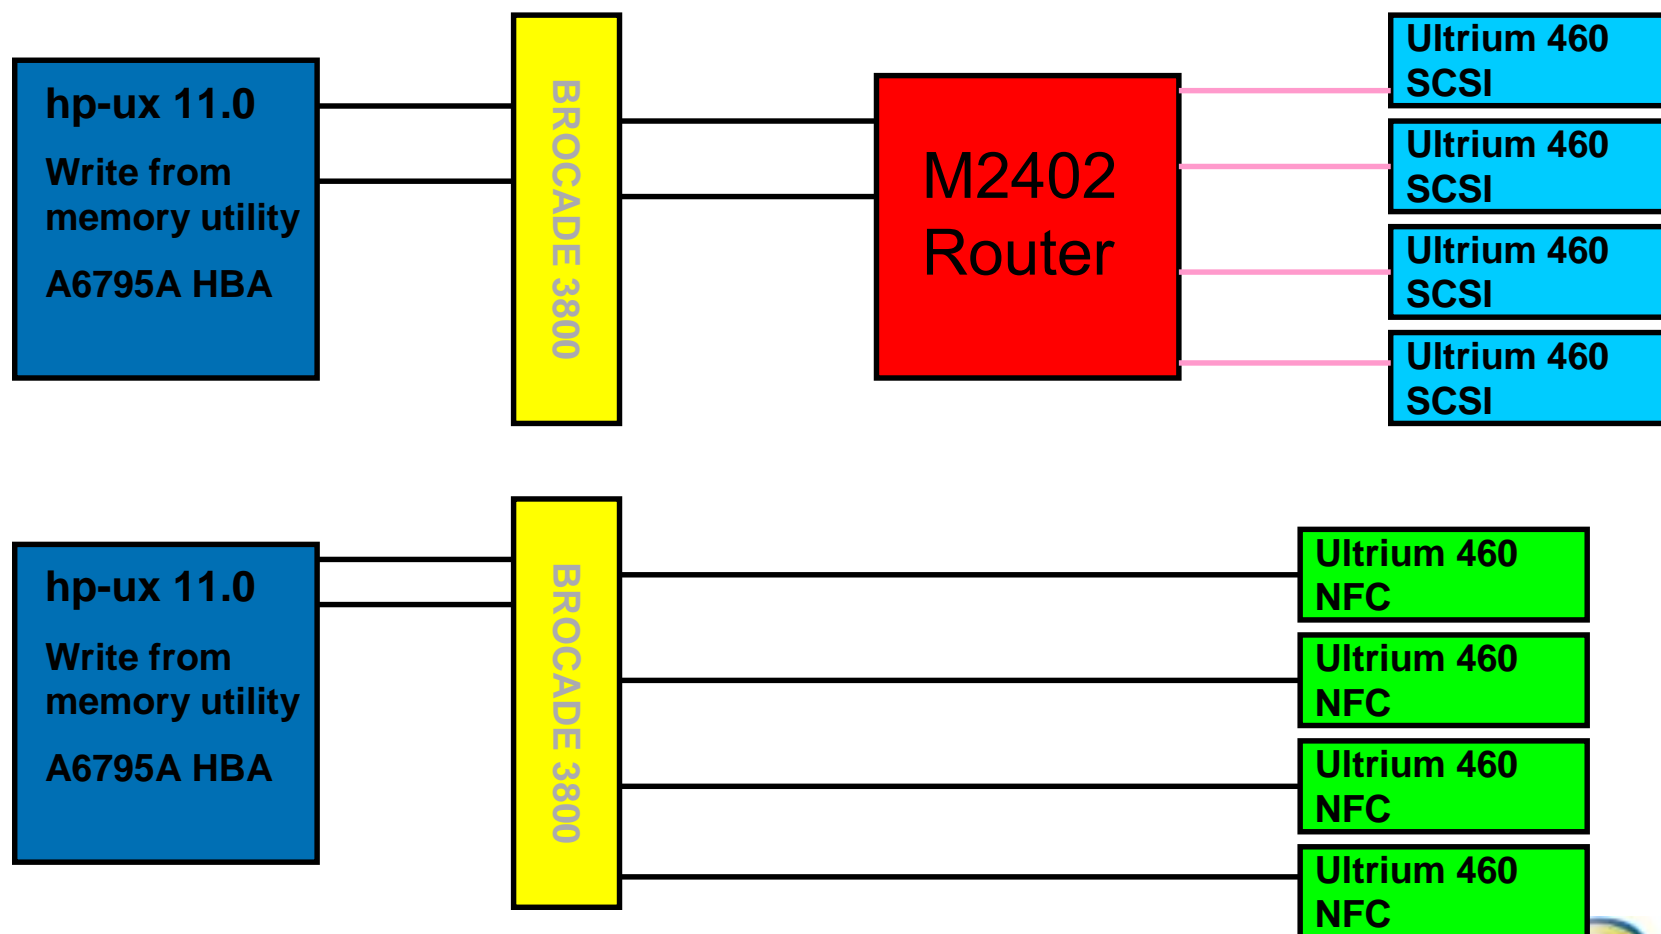 hp-ux 11.0
Write from
memory utility
A6795A HBA
BROCADE 3800
M2402
Router
Ultrium 460
SCSI
Ultrium 460
SCSI
Ultrium 460
SCSI
Ultrium 460
SCSI
hp-ux 11.0
Write from
memory utility
A6795A HBA
BROCADE 3800
Ultrium 460
NFC
Ultrium 460
NFC
Ultrium 460
NFC
Ultrium 460
NFC